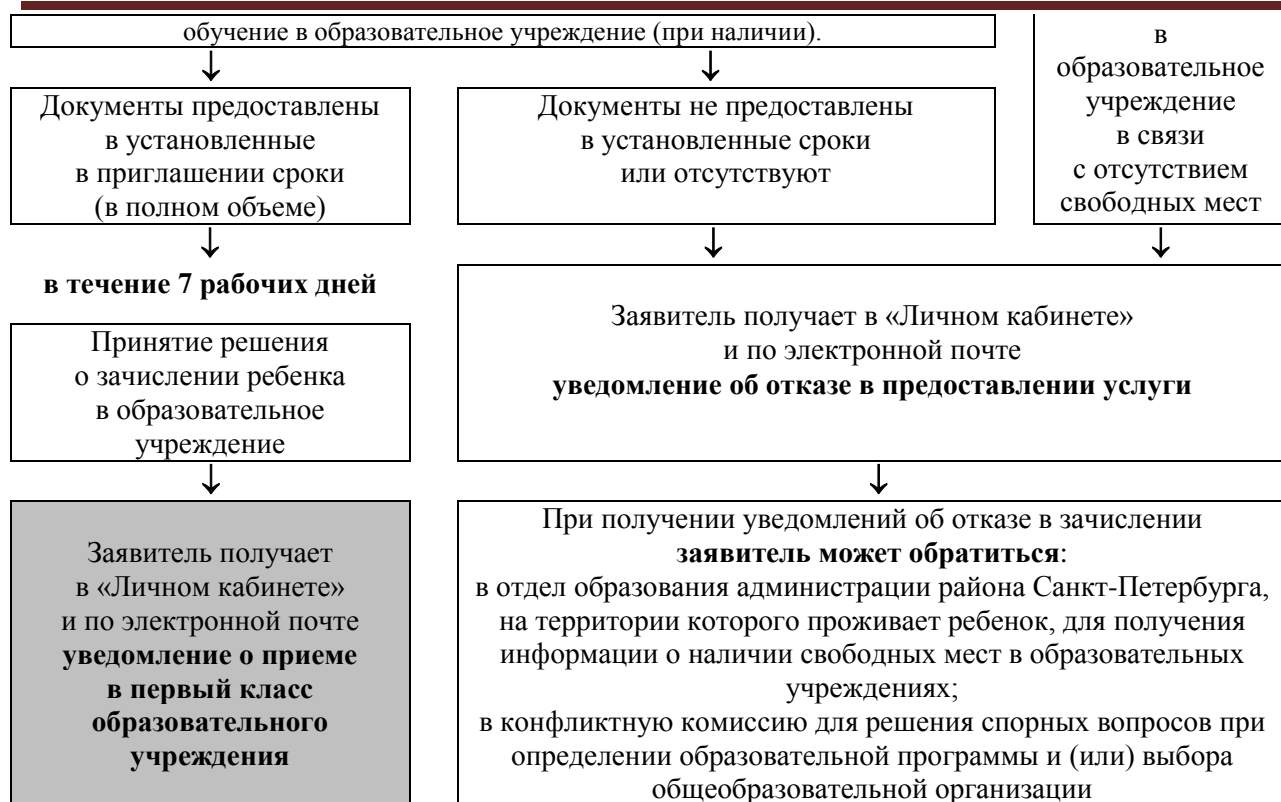 обучение в образовательное учреждение (при наличии).
в
образовательное
учреждение
в связи
с отсутствием
свободных мест
Документы предоставлены
в установленные
в приглашении сроки
(в полном объеме)
Документы не предоставлены
в установленные сроки
или отсутствуют
в течение 7 рабочих дней
Принятие решения
о зачислении ребенка
в образовательное
учреждение
Заявитель получает в «Личном кабинете»
и по электронной почте
уведомление об отказе в предоставлении услуги
Заявитель получает
в «Личном кабинете»
и по электронной почте
уведомление о приеме
в первый класс
образовательного
учреждения
При получении уведомлений об отказе в зачислении
заявитель может обратиться:
в отдел образования администрации района Санкт-Петербурга,
на территории которого проживает ребенок, для получения
информации о наличии свободных мест в образовательных
учреждениях;
в конфликтную комиссию для решения спорных вопросов при
определении образовательной программы и (или) выбора
общеобразовательной организации